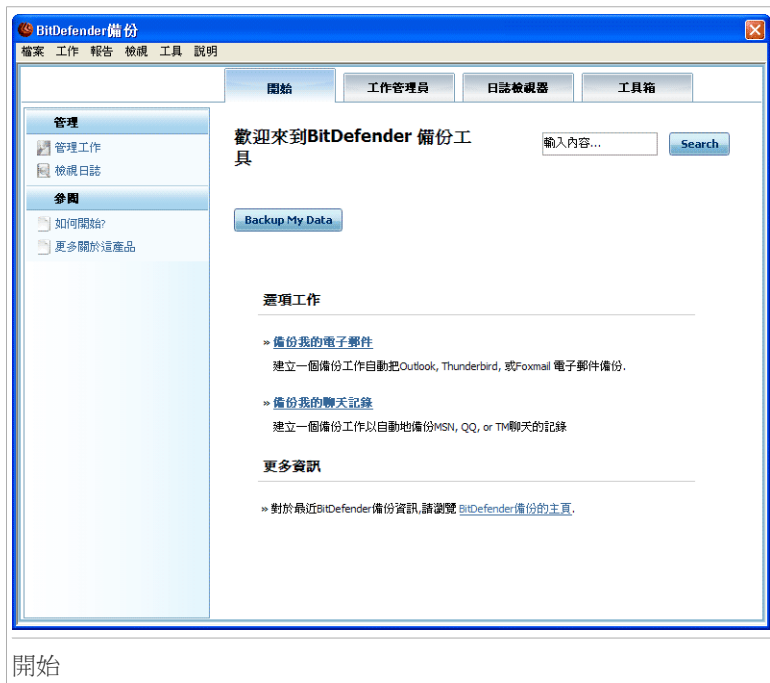 BitDefender備份
檔案 工作 報告 檢視 工具 說明
開始 工作管理員 日誌檢視器 工具箱
管理
管理工作
檢視日誌
參閱
如何開始?
更多關於這產品
歡迎來到BitDefender 備份工
具
輸入內容...
Search
Backup My Data
選項工作
» 備份我的電子郵件
建立一個備份工作自動把Outlook, Thunderbird, 或Foxmail 電子郵件備份.
» 備份我的聊天記錄
建立一個備份工作以自動地備份MSN, QQ, or TM聊天的記錄
更多資訊
» 對於最近BitDefender備份資訊,請瀏覽 BitDefender備份的主頁.
開始